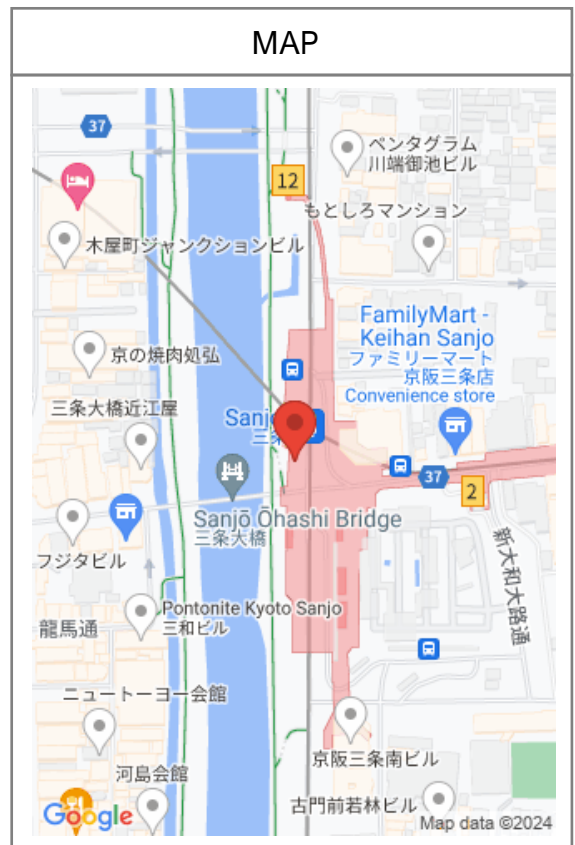 MAP
37
ペンタグラム
川端御池ビル
12
もとしろマンション
木屋町ジャンクションビル
FamilyMart -
Keihan Sanjo
ファミリーマート
京阪三条店
Convenience store
京の焼肉処弘
三条大橋近江屋
Sanjo
三条
37
2
Sanjō Ōhashi Bridge
三条大橋
フジタビル
新大和大路通
Pontonite Kyoto Sanjo
三和ビル
龍馬通
ニュートーヨー会館
京阪三条南ビル
河島会館
古門前若林ビル
Google
Map data ©2024